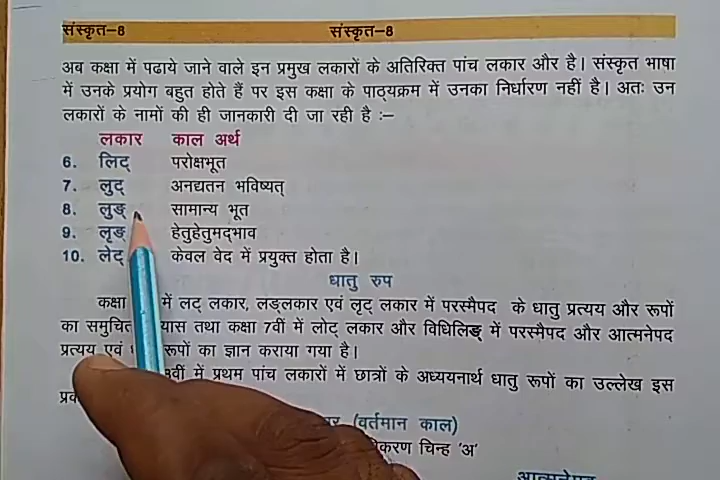 संस्कृत–8 संस्कृत–8
अब कक्षा में पढाये जाने वाले इन प्रमुख लकारों के अतिरिक्त पांच लकार और है। संस्कृत भाषा
में उनके प्रयोग बहुत होते हैं पर इस कक्षा के पाठ्यक्रम में उनका निर्धारण नहीं है। अतः उन
लकारों के नामों की ही जानकारी दी जा रही है :–
लकार काल अर्थ
6. लिट् परोक्षभूत
7. लुट् अनद्यतन भविष्यत्
8. लुङ् सामान्य भूत
9. लृङ् हेतुहेतुमद्भाव
10. लेट् केवल वेद में प्रयुक्त होता है।
धातु रुप
कक्षा में लट् लकार, लङ्लकार एवं लृट् लकार में परस्मैपद के धातु प्रत्यय और रूपों
का समुचित तथा कक्षा 7वीं में लोट् लकार और विधिलिङ् में परस्मैपद और आत्मनेपद
प्रत्यय एवं रूपों का ज्ञान कराया गया है।
में प्रथम पांच लकारों में छात्रों के अध्ययनार्थ धातु रूपों का उल्लेख इस
(वर्तमान काल)
चिन्ह 'अ'
आत्मनेपद